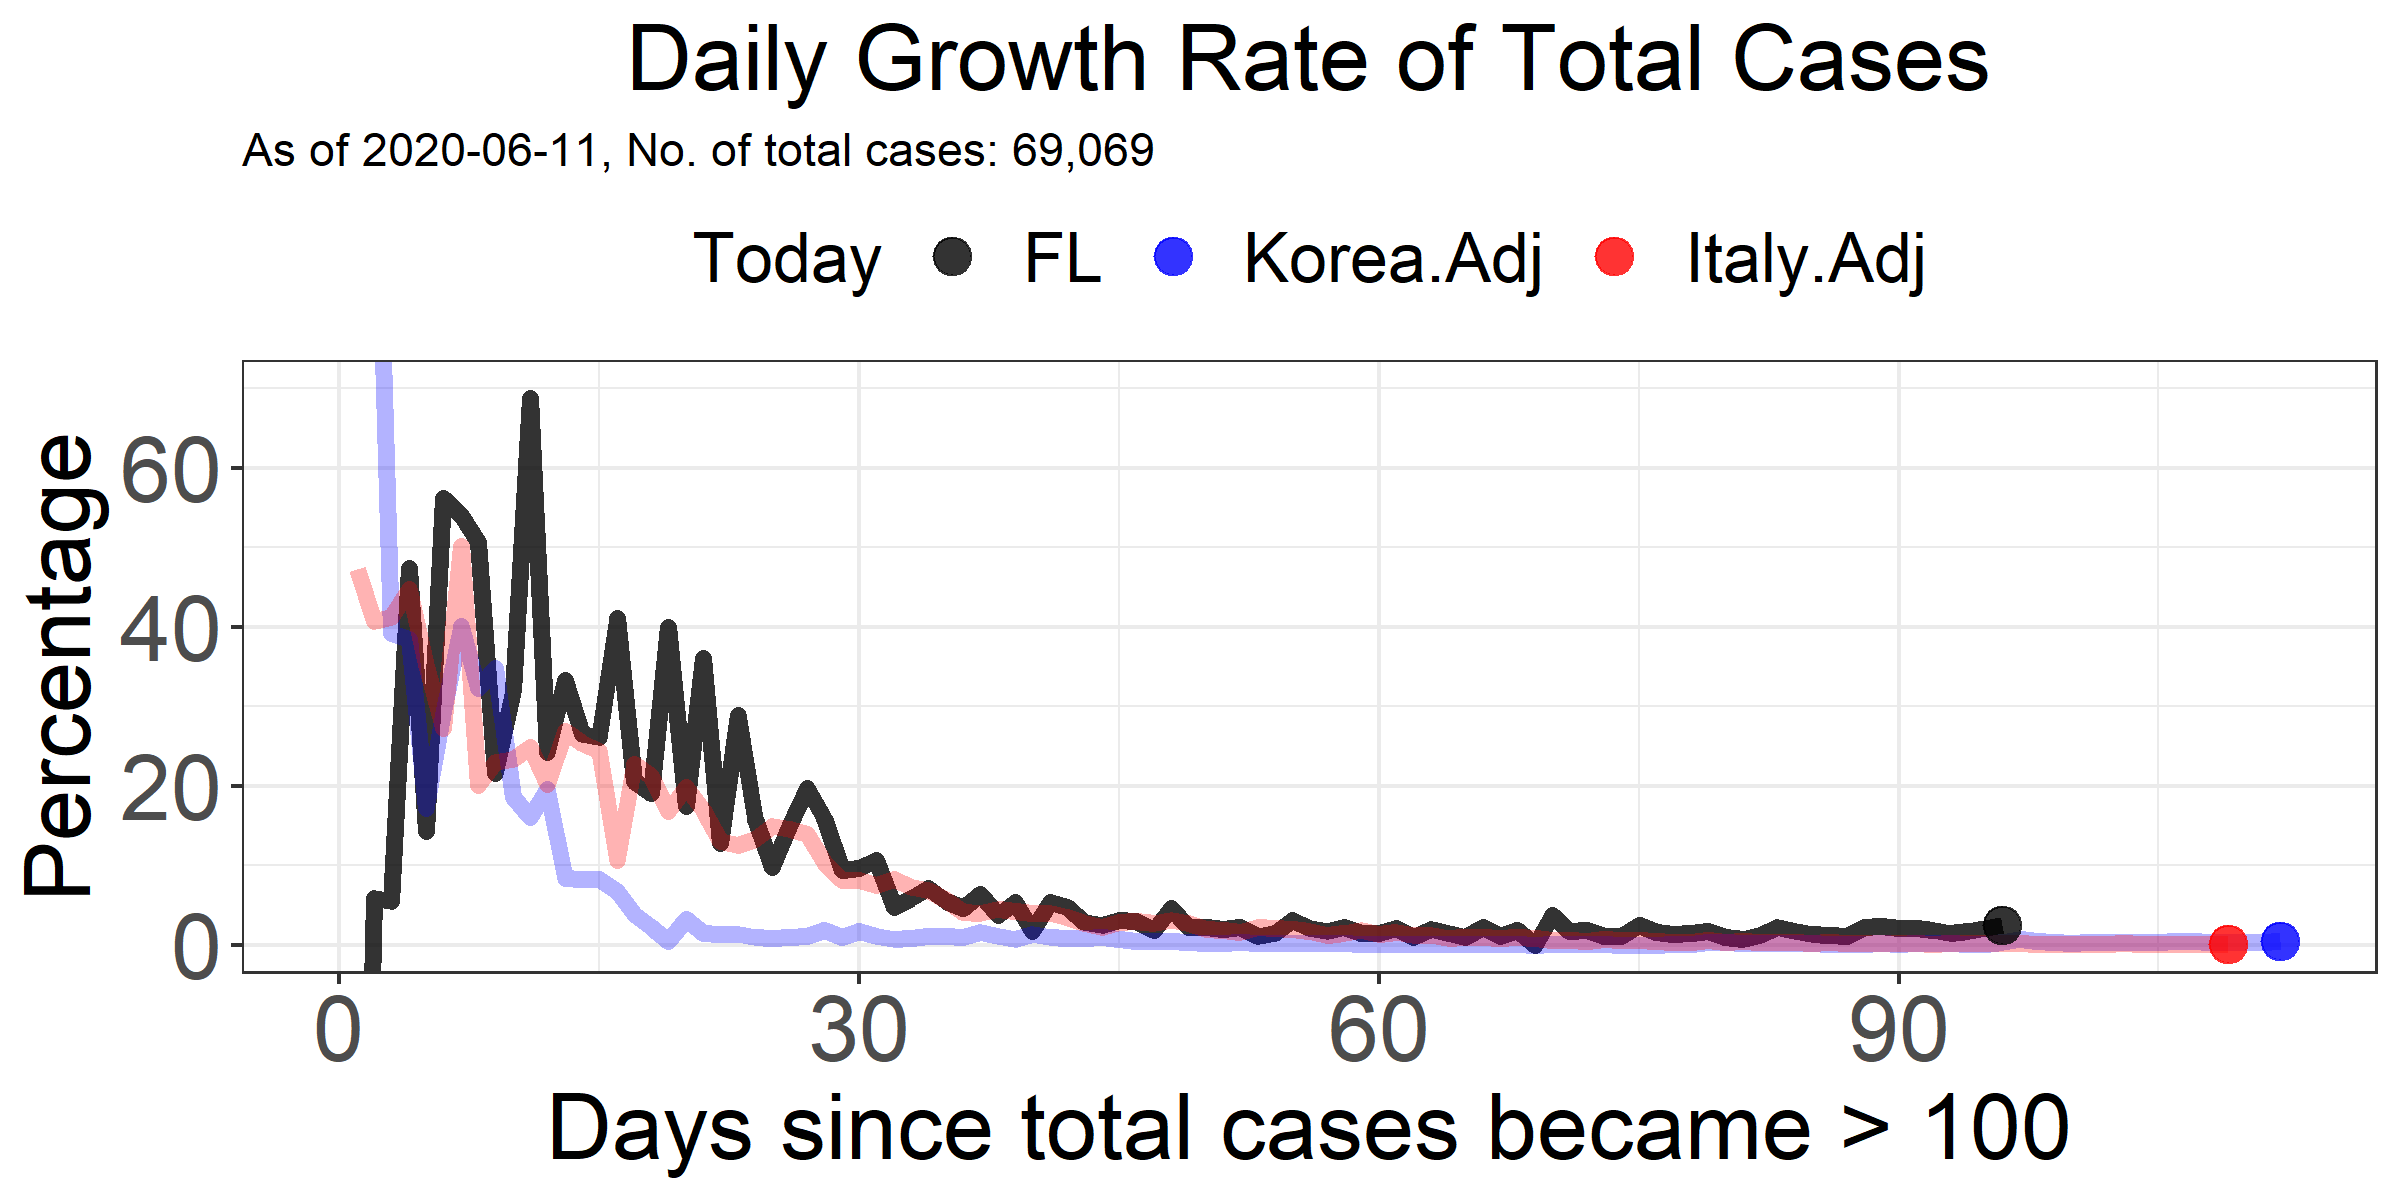 Daily Growth Rate of Total Cases
As of 2020-06-11, No. of total cases: 69,069
Today FL Korea.Adj Italy.Adj
Percentage
60
40
20
0
0 30 60 90
Days since total cases became > 100